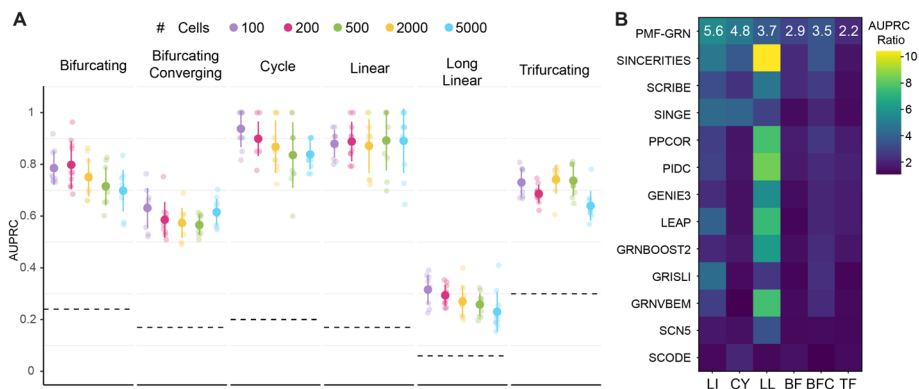 A
# Cells 100 200 500 2000 5000
Bifurcating
Bifurcating
Converging
Cycle
Linear
Long
Linear
Trifurcating
AUPRC
1
0.8
0.6
0.4
0.2
0
B
PMF-GRN 5.6 4.8 3.7 2.9 3.5 2.2
SINCERITIES
SCRIBE
SINGE
PPCOR
PIDC
GENIE3
LEAP
GRNBOOST2
GRISLI
GRNVBEM
SCN5
SCODE
LI CY LL BF BFC TF
AUPRC
Ratio
10
8
6
4
2